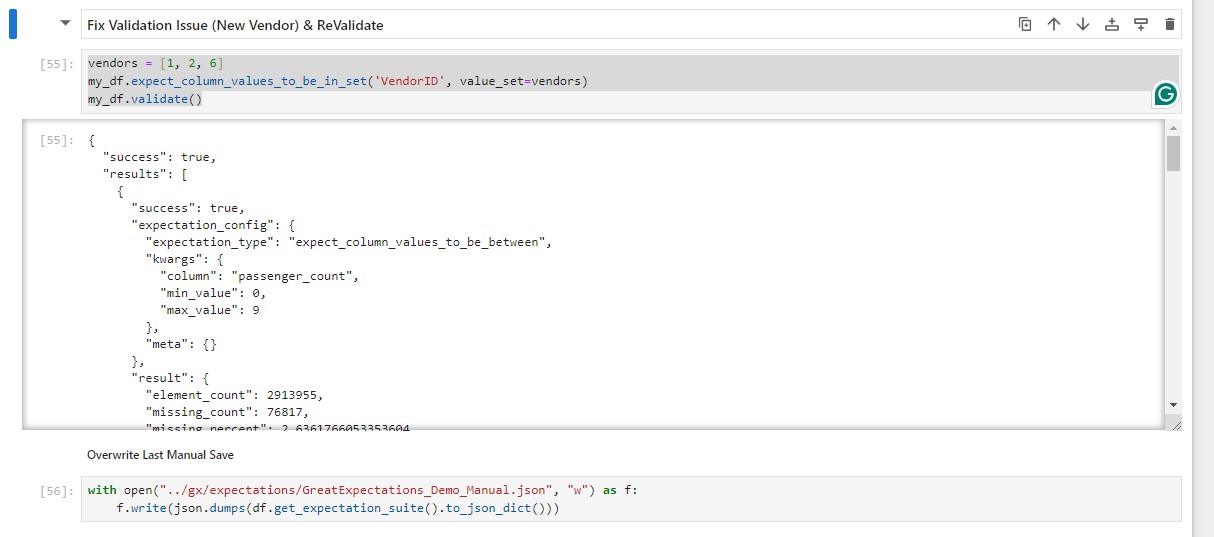 Fix Validation Issue (New Vendor) & ReValidate
[55]: vendors = [1, 2, 6]
my_df.expect_column_values_to_be_in_set('VendorID', value_set=vendors)
my_df.validate()
[55]: {
  "success": true,
  "results": [
    {
      "success": true,
      "expectation_config": {
        "expectation_type": "expect_column_values_to_be_between",
        "kwargs": {
          "column": "passenger_count",
          "min_value": 0,
          "max_value": 9
        },
        "meta": {}
      },
      "result": {
        "element_count": 2913955,
        "missing_count": 76817,
        "missing_percent": 2.6361766053353604
Overwrite Last Manual Save
[56]: with open("../gx/expectations/GreatExpectations_Demo_Manual.json", "w") as f:
    f.write(json.dumps(df.get_expectation_suite().to_json_dict()))